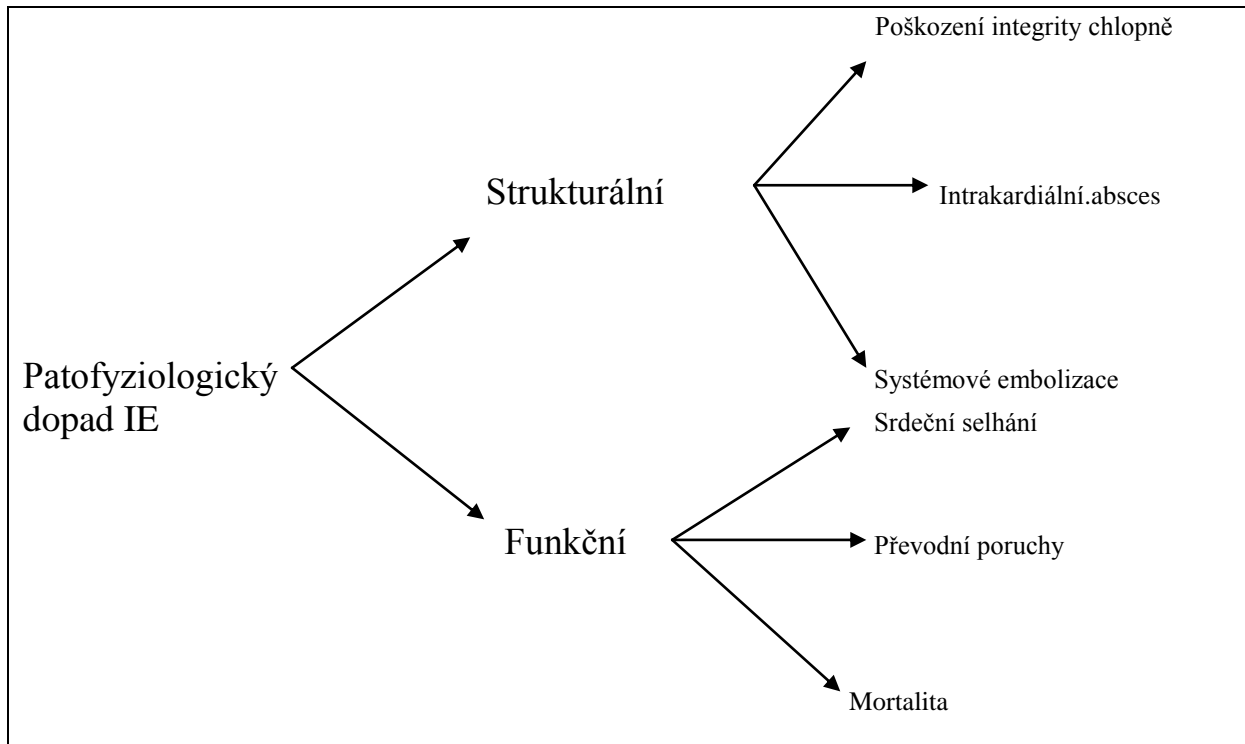 Poškození integrity chlopně
Strukturální
Intrakardiální.absces
Patofyziologický
dopad IE
Systémové embolizace
Srdeční selhání
Funkční
Převodní poruchy
Mortalita